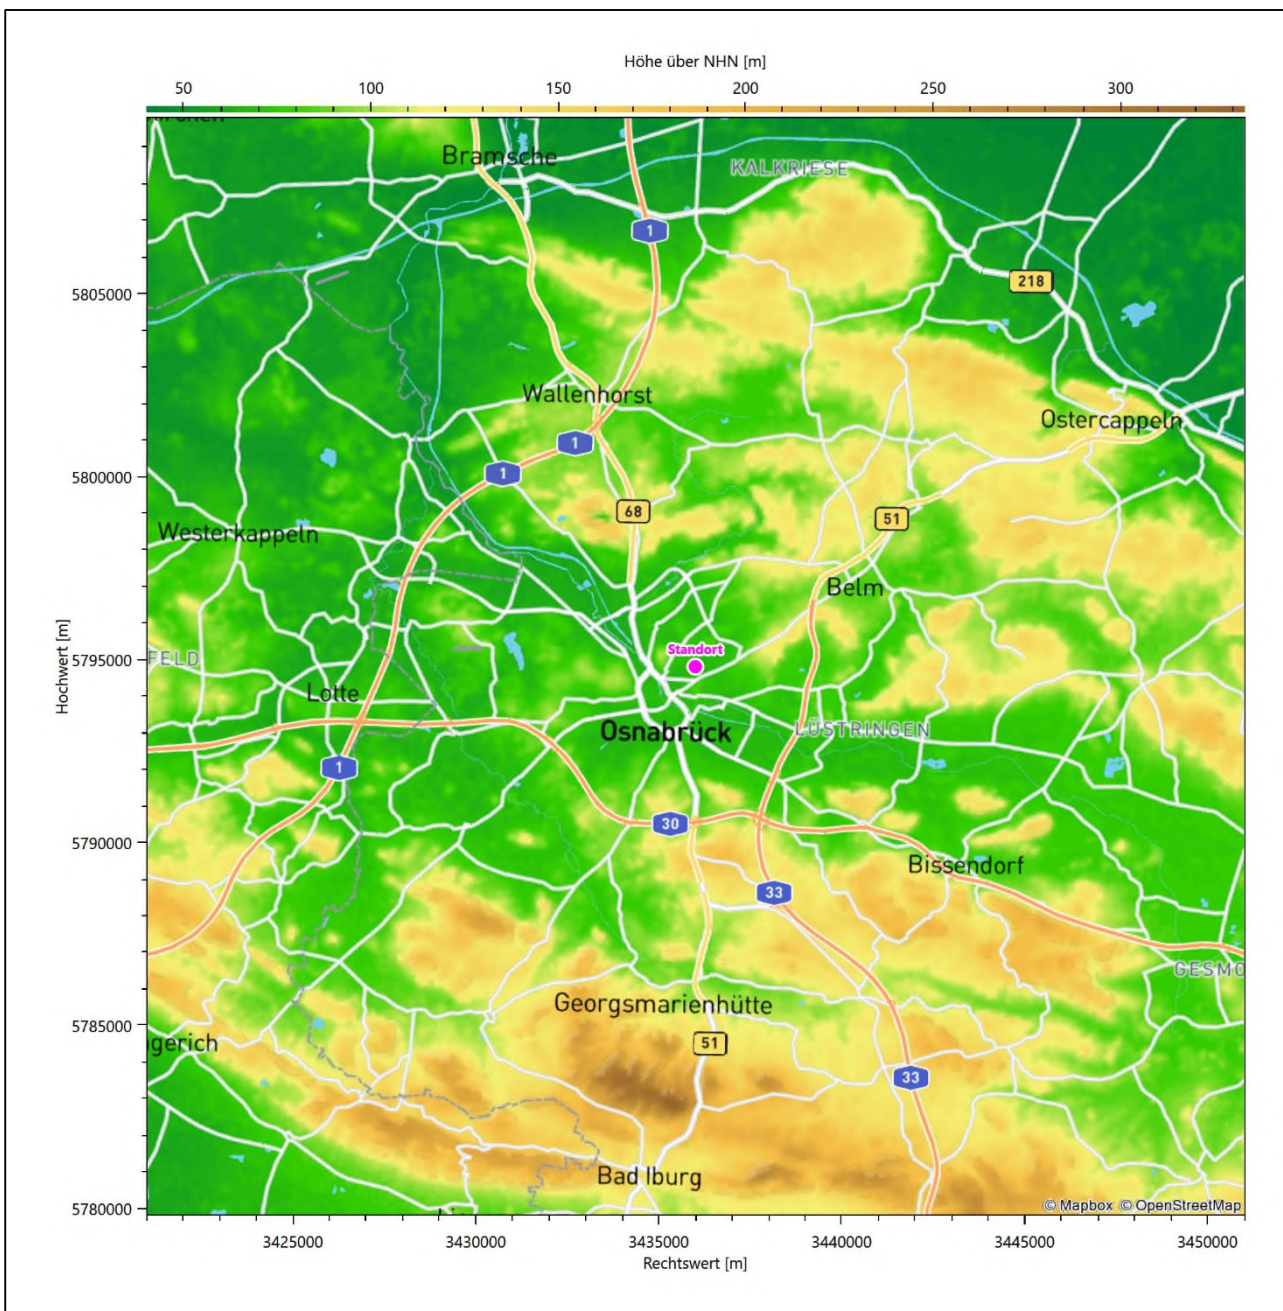 Höhe über NHN [m]
50 100 150 200 250 300
Bramsche
KALKRIESE
1
5805000
218
Wallenhorst
Ostercappeln
1
1
5800000
68
51
Westerkappeln
Belm
Standort
5795000
FELD
Lotte
Osnabrück
LÜSTRINGEN
1
30
5790000
Bissendorf
33
GESMO
Georgsmarienhütte
5785000
51
gerich
33
Bad Iburg
5780000
© Mapbox © OpenStreetMap
3425000 3430000 3435000 3440000 3445000 3450000
Rechtswert [m]
Hochwert [m]